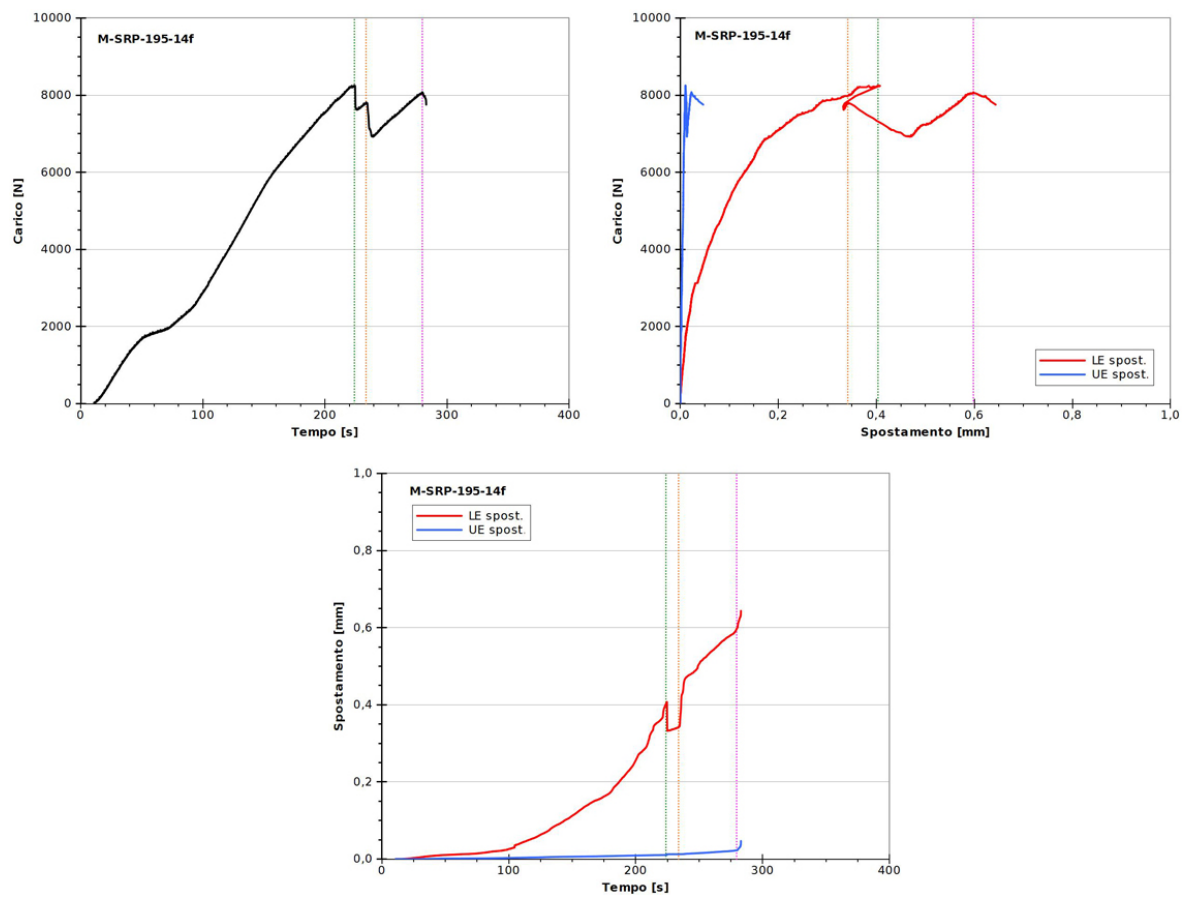 M-SRP-195-14f
Carico [N]
10000
8000
6000
4000
2000
0
0
100
200
300
400
Tempo [s]
M-SRP-195-14f
Carico [N]
10000
8000
6000
4000
2000
0
LE spost.
UE spost.
0,0
0,2
0,4
0,6
0,8
1,0
Spostamento [mm]
M-SRP-195-14f
LE spost.
UE spost.
Spostamento [mm]
1,0
0,8
0,6
0,4
0,2
0,0
0
100
200
300
400
Tempo [s]